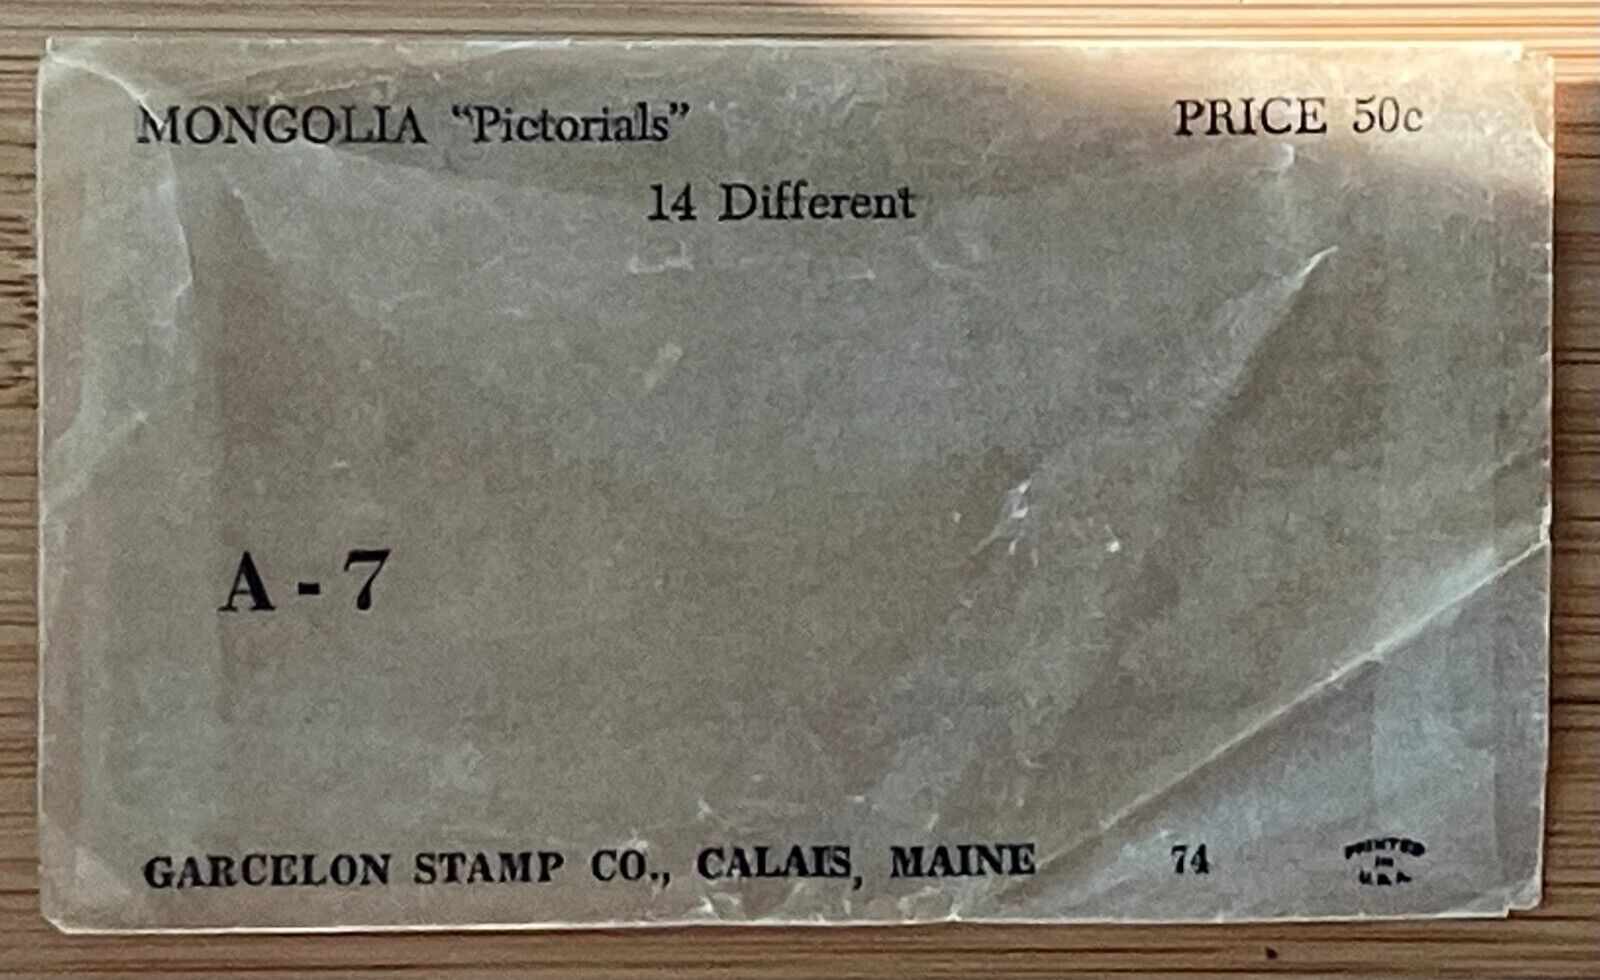 MONGOLIA "Pictorials" PRICE 50c
14 Different
A - 7
GARCELON STAMP CO., CALAIS, MAINE 74
PRINTED
IN
U.S.A.